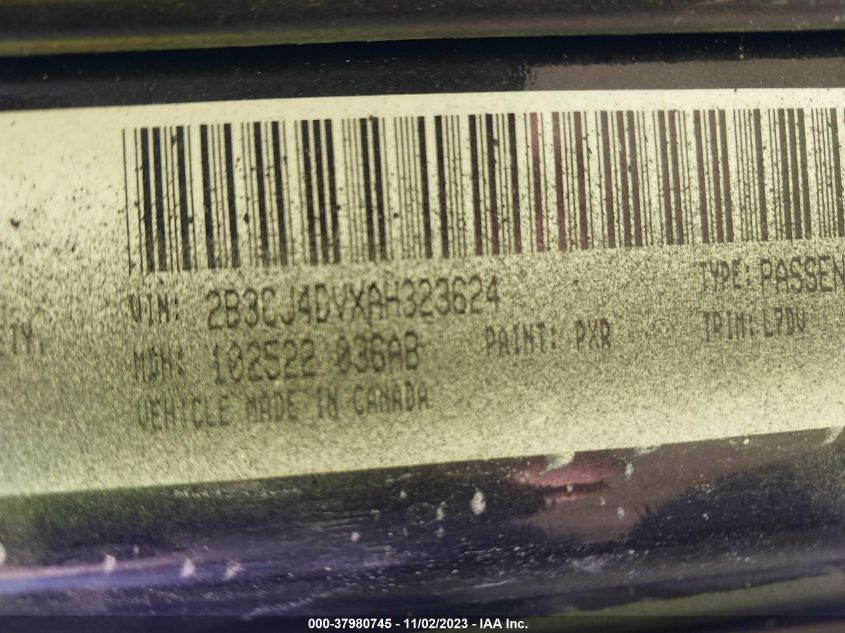 VIN: 2B3CJ4DVXAH323624
TYPE: PASSEN
ETY.
MDH: 102522 036AB
PAINT: PXR
TRIM: L7DV
VEHICLE MADE IN CANADA
000-37980745 - 11/02/2023 - IAA Inc.